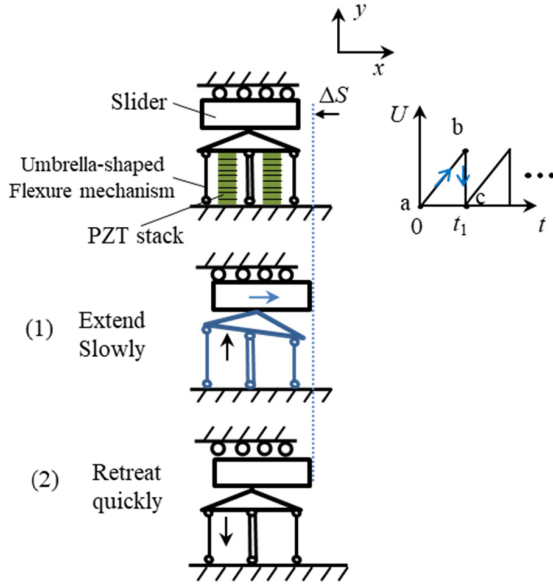 y
x
ΔS
Slider
Umbrella-shaped
Flexure mechanism
PZT stack
U
b
a
c
0
t₁
t
(1) Extend
Slowly
(2) Retreat
quickly